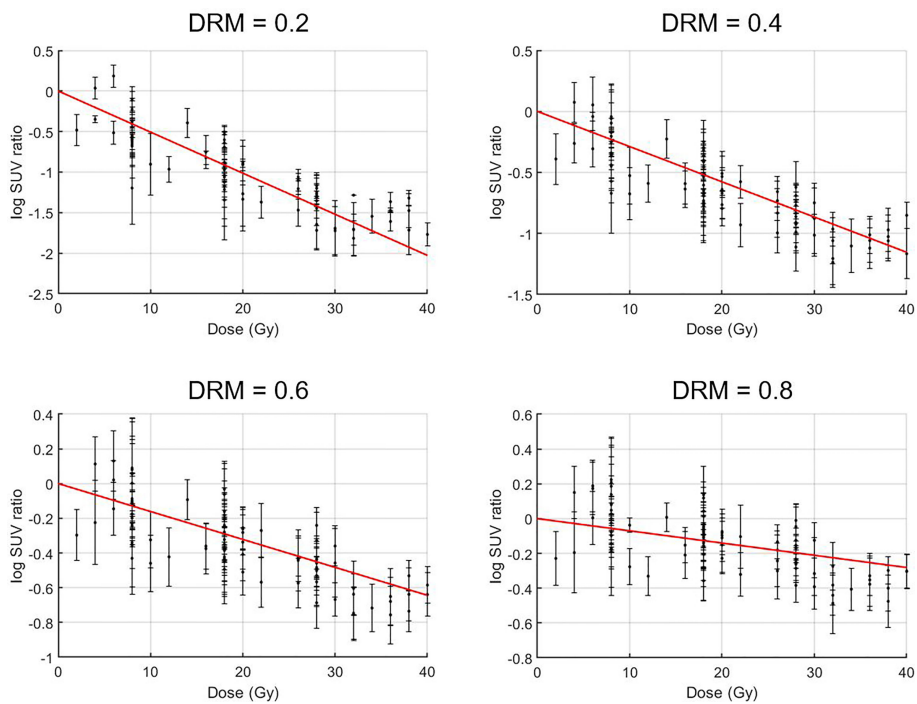 DRM = 0.2
0.5
0
-0.5
-1
-1.5
-2
-2.5
log SUV ratio
0 10 20 30 40
Dose (Gy)
DRM = 0.4
0.5
0
-0.5
-1
-1.5
log SUV ratio
0 10 20 30 40
Dose (Gy)
DRM = 0.6
0.4
0.2
0
-0.2
-0.4
-0.6
-0.8
-1
log SUV ratio
0 10 20 30 40
Dose (Gy)
DRM = 0.8
0.6
0.4
0.2
0
-0.2
-0.4
-0.6
-0.8
log SUV ratio
0 10 20 30 40
Dose (Gy)